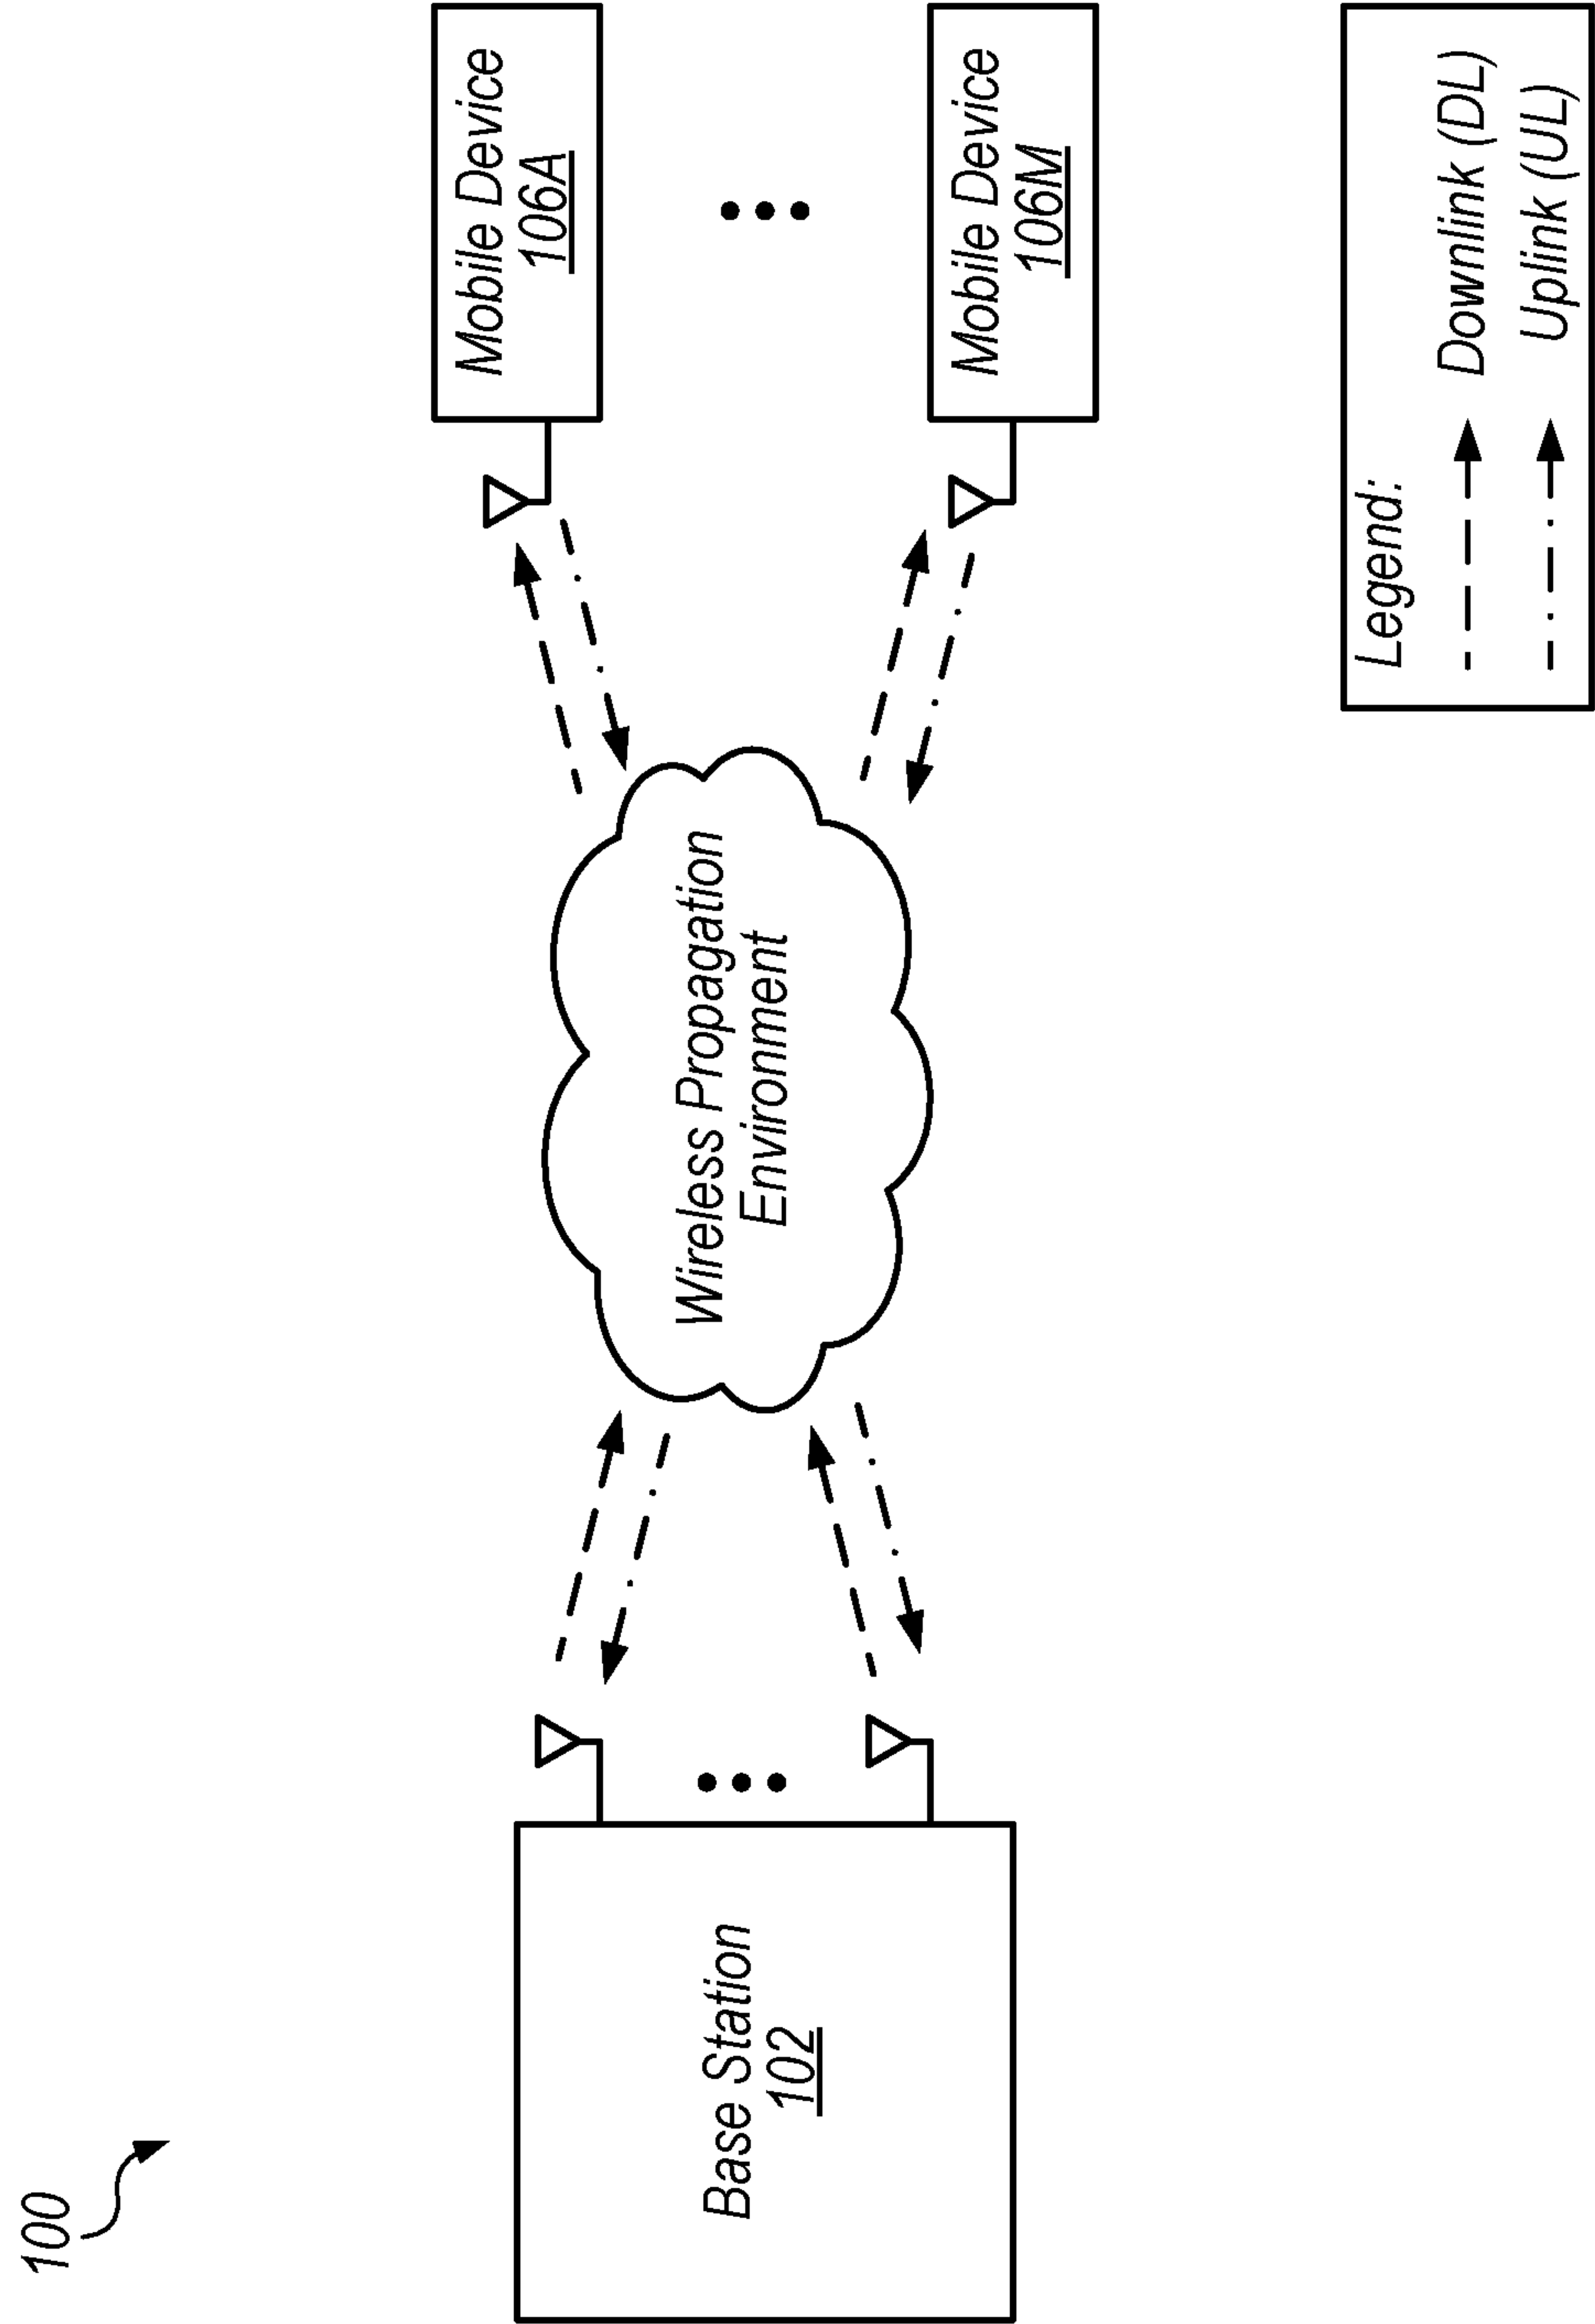 100
Base Station
102
Wireless Propagation
Environment
Mobile Device
106A
Mobile Device
106M
Legend:
Downlink (DL)
Uplink (UL)